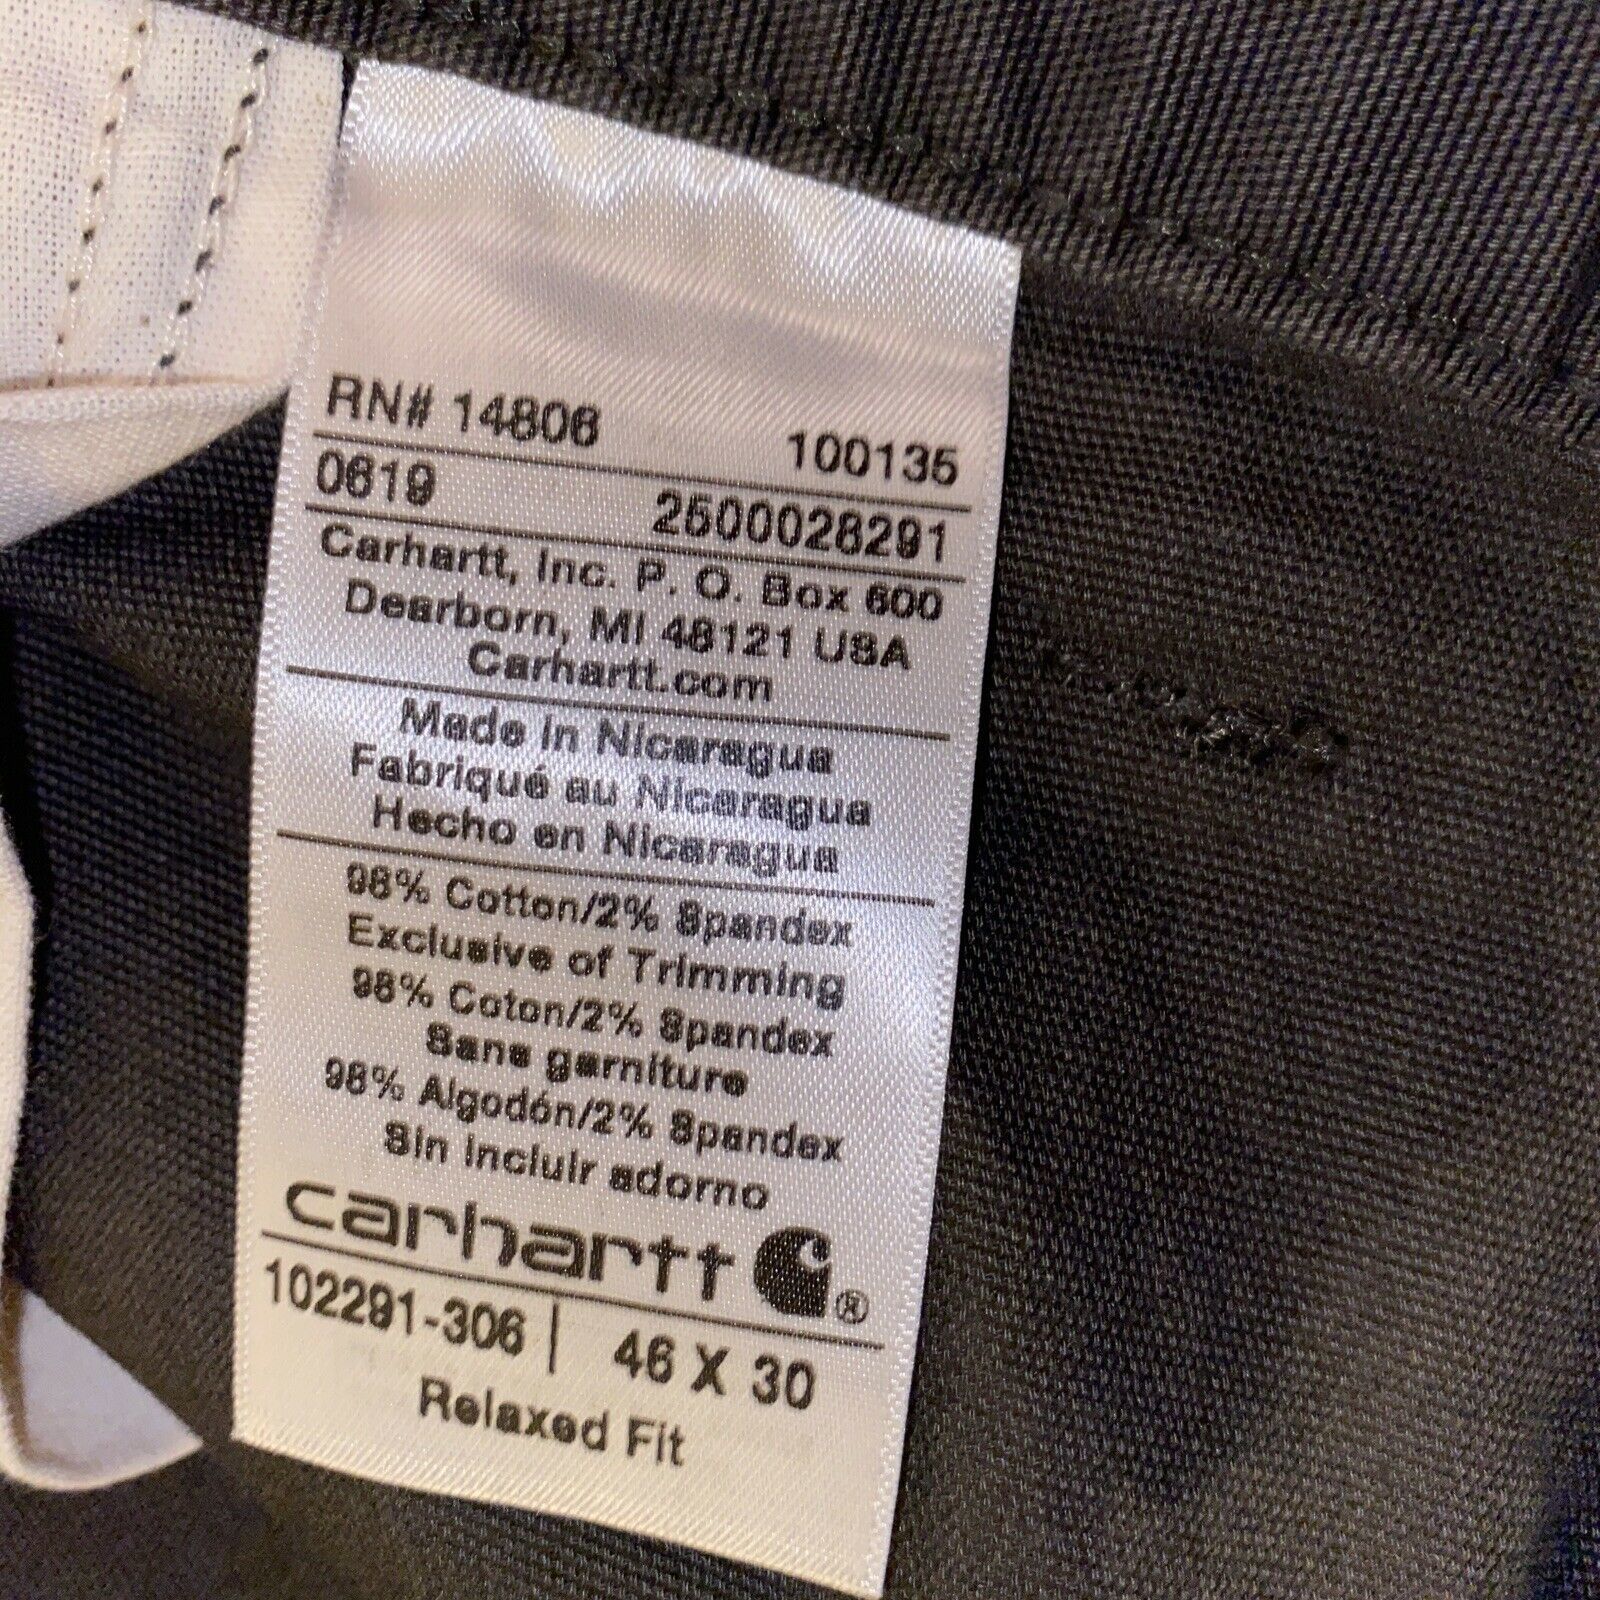 RN# 14806 100135
0619 2500028291
Carhartt, Inc. P. O. Box 600
Dearborn, MI 48121 USA
Carhartt.com
Made in Nicaragua
Fabriqué au Nicaragua
Hecho en Nicaragua
98% Cotton/2% Spandex
Exclusive of Trimming
98% Coton/2% Spandex
Sans garniture
98% Algodón/2% Spandex
Sin incluir adorno
carhartt ®
102291-306 | 46 X 30
Relaxed Fit